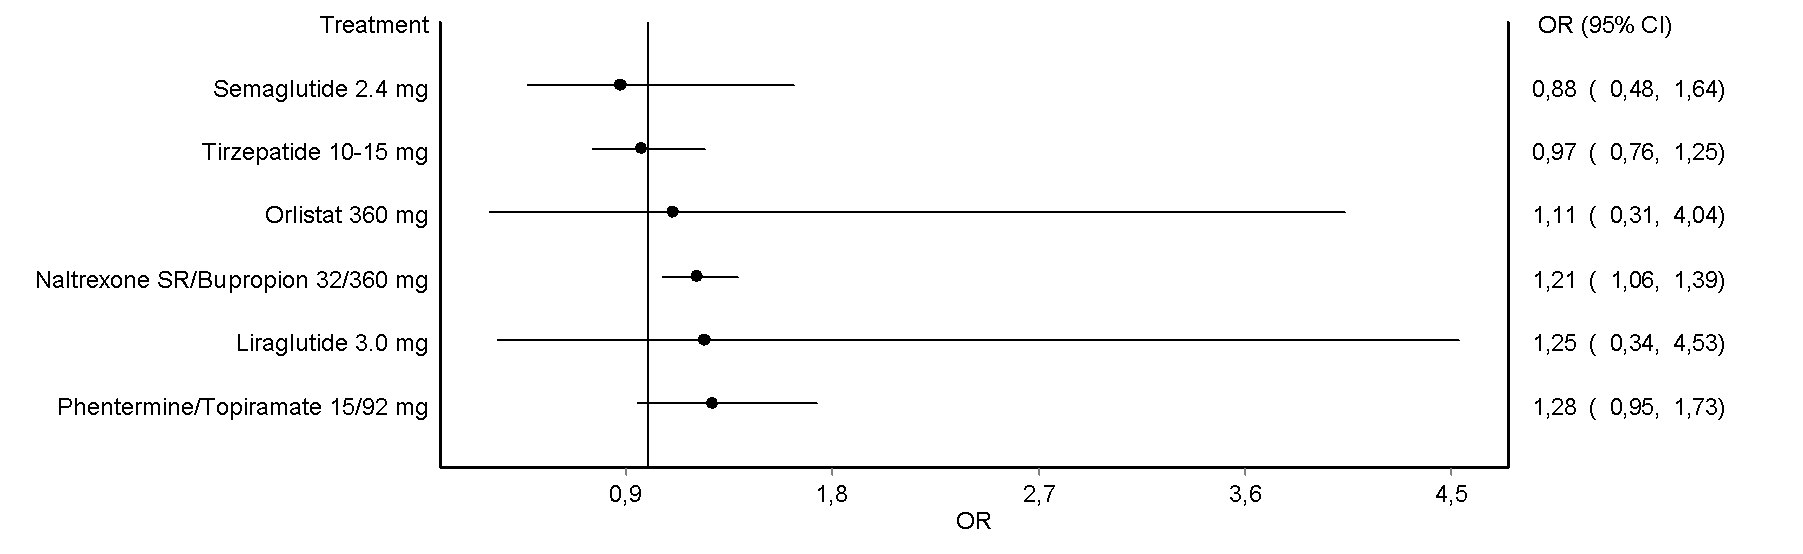 Treatment OR (95% CI)
Semaglutide 2.4 mg 0,88 ( 0,48, 1,64)
Tirzepatide 10-15 mg 0,97 ( 0,76, 1,25)
Orlistat 360 mg 1,11 ( 0,31, 4,04)
Naltrexone SR/Bupropion 32/360 mg 1,21 ( 1,06, 1,39)
Liraglutide 3.0 mg 1,25 ( 0,34, 4,53)
Phentermine/Topiramate 15/92 mg 1,28 ( 0,95, 1,73)
0,9 1,8 2,7 3,6 4,5
OR